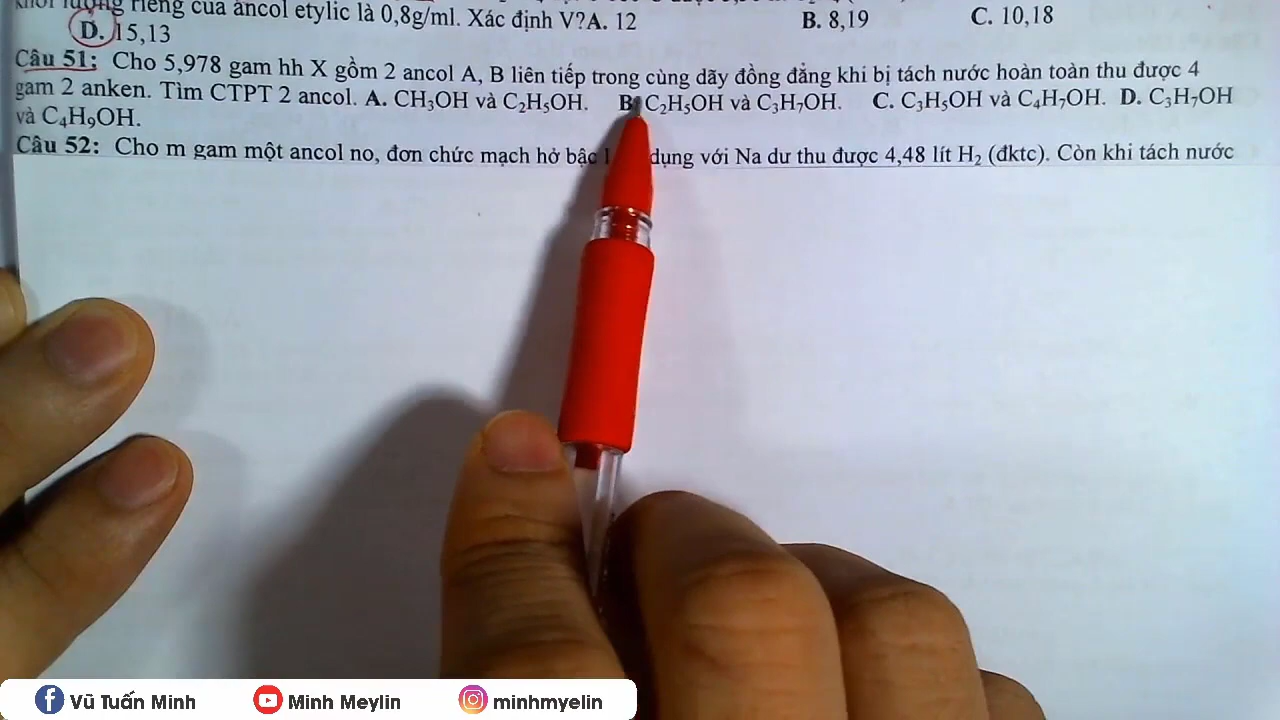 riêng của ancol etylic là 0,8g/ml. Xác định V?A. 12 B. 8,19 C. 10,18
D. 15,13
Câu 51: Cho 5,978 gam hh X gồm 2 ancol A, B liên tiếp trong cùng dãy đồng đẳng khi bị tách nước hoàn toàn thu được 4
gam 2 anken. Tìm CTPT 2 ancol. A. CH₃OH và C₂H₅OH. B. C₂H₅OH và C₃H₇OH. C. C₃H₅OH và C₄H₇OH. D. C₃H₇OH
và C₄H₉OH.
Câu 52: Cho m gam một ancol no, đơn chức mạch hở bậc dụng với Na dư thu được 4,48 lít H₂ (đktc). Còn khi tách nước
Vũ Tuấn Minh Minh Meylin minhmyelin